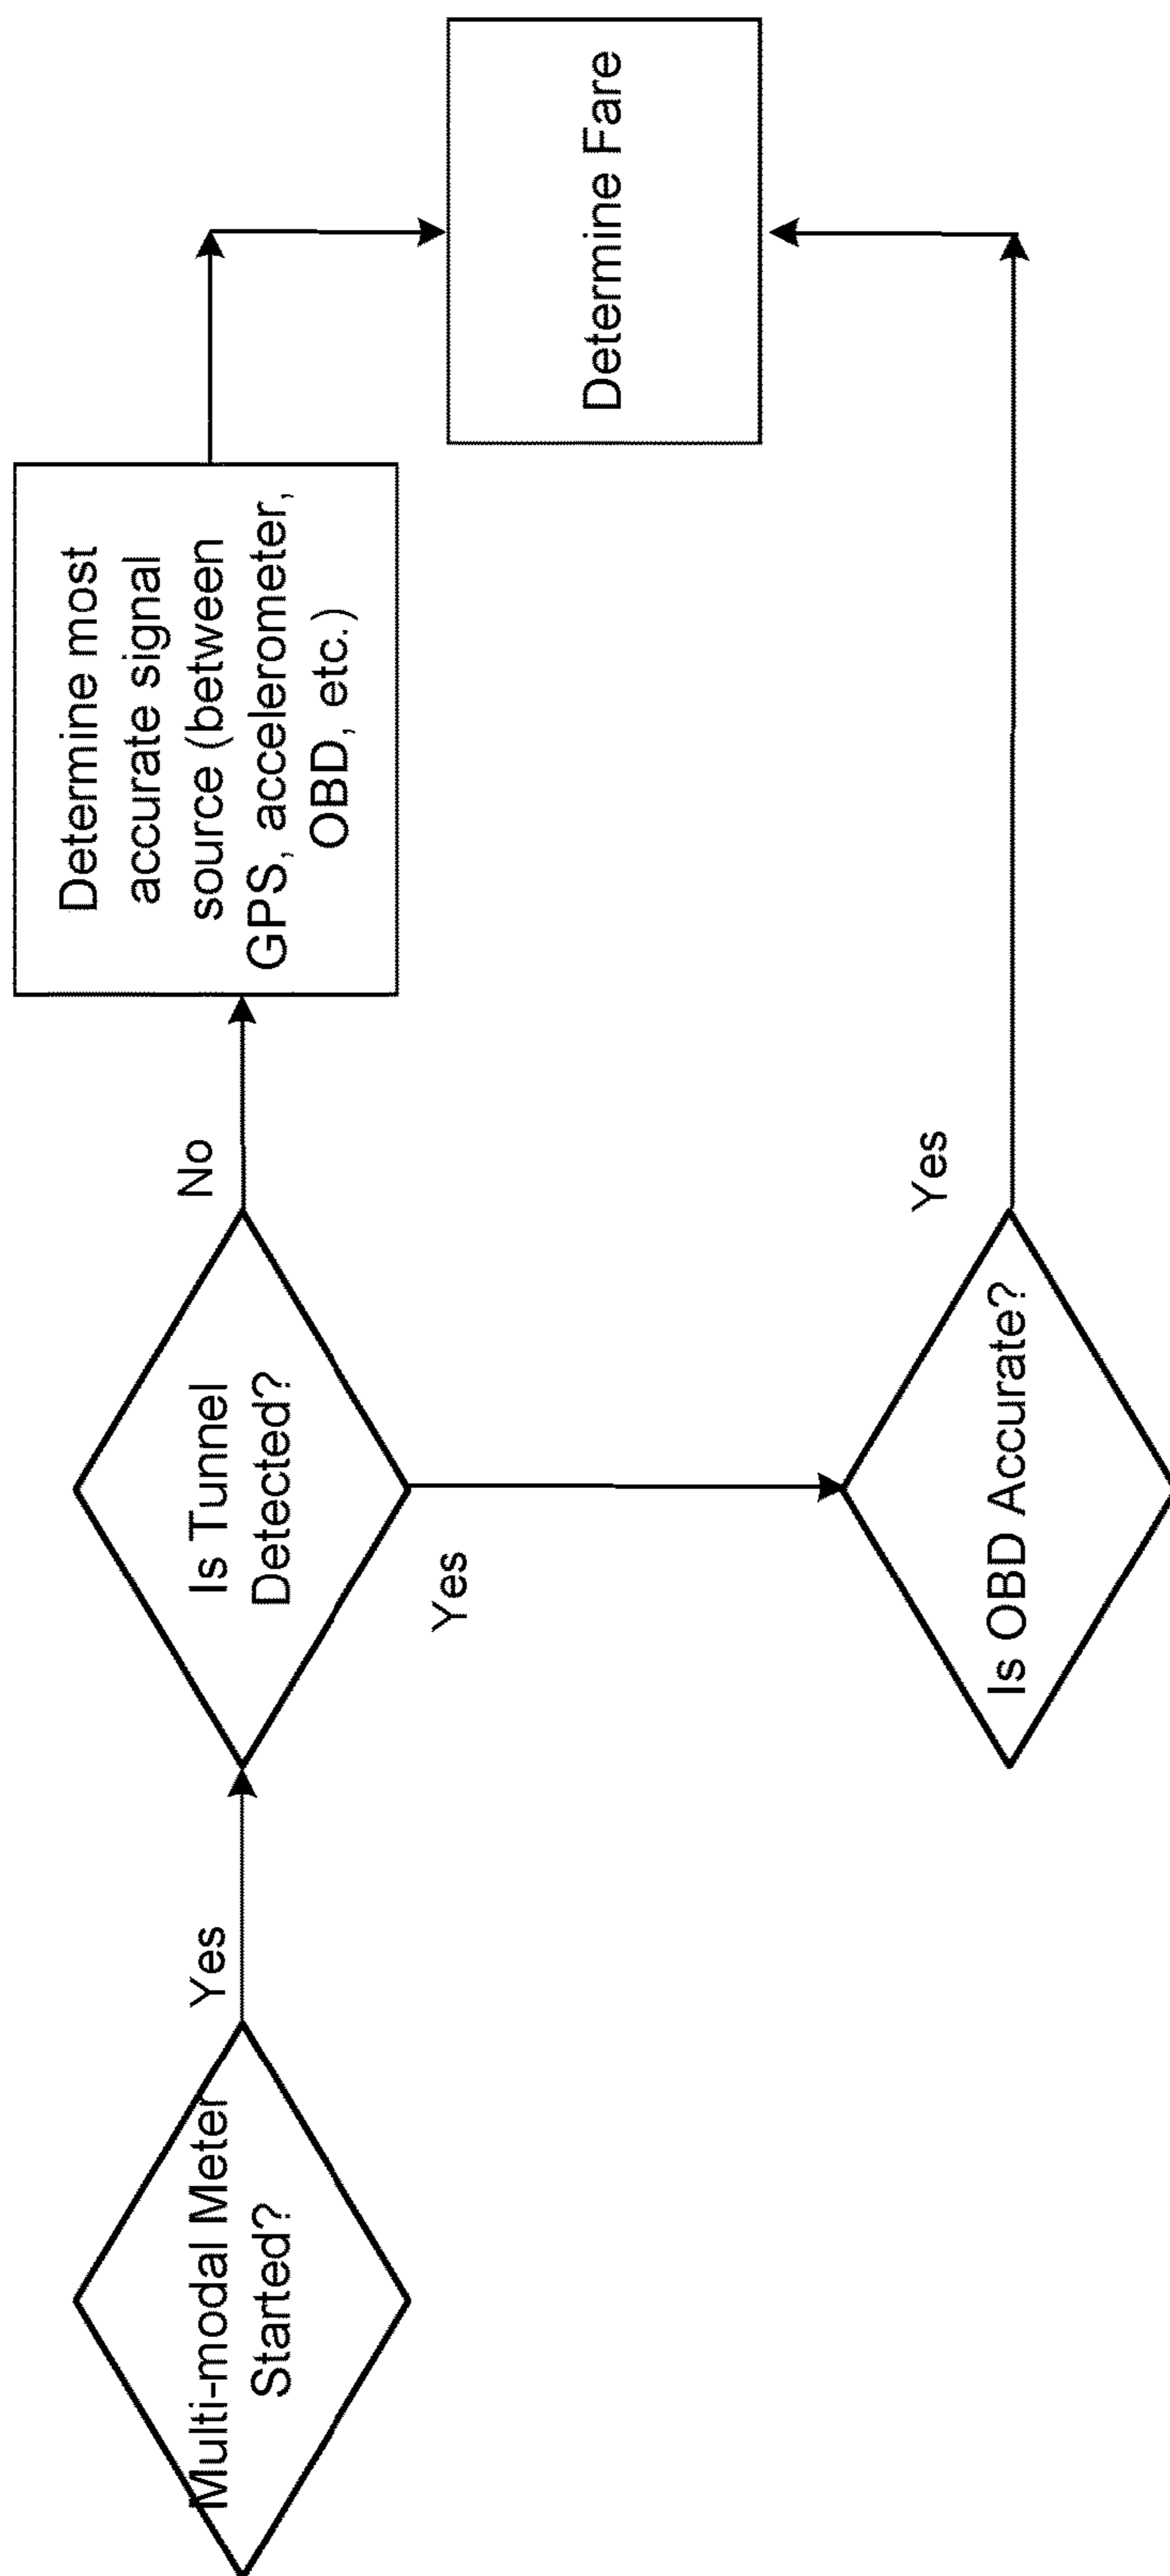 Multi-modal Meter
Started?
Yes
Is Tunnel
Detected?
No
Determine most
accurate signal
source (between
GPS, accelerometer,
OBD, etc.)
Determine Fare
Yes
Is OBD Accurate?
Yes